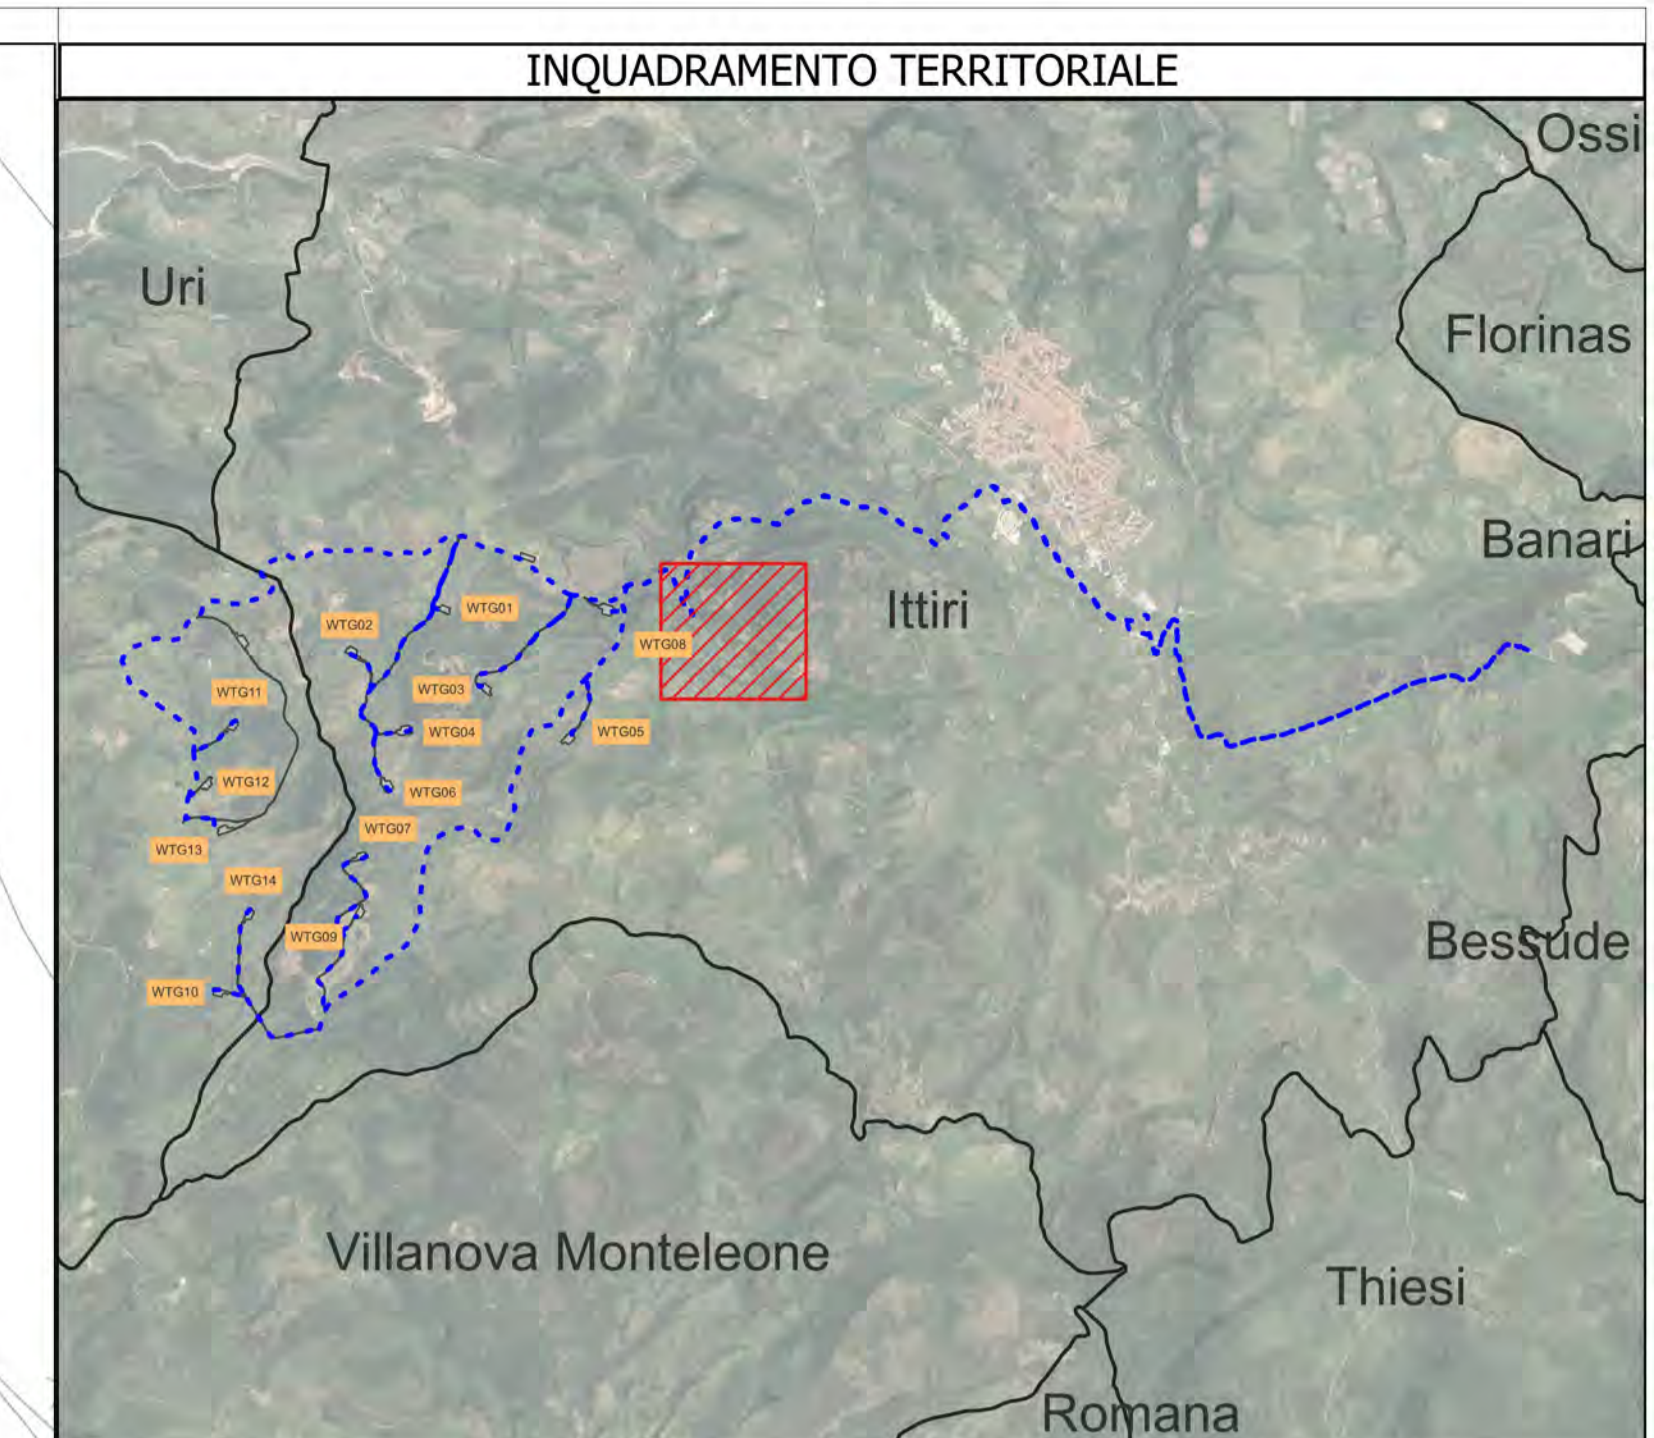 INQUADRAMENTO TERRITORIALE
Ossi
Uri
Florinas
Banari
Ittiri
WTG01
WTG02
WTG08
WTG03
WTG11
WTG04
WTG05
WTG12
WTG06
WTG07
WTG13
WTG14
WTG09
Bessude
WTG10
Villanova Monteleone
Thiesi
Romana